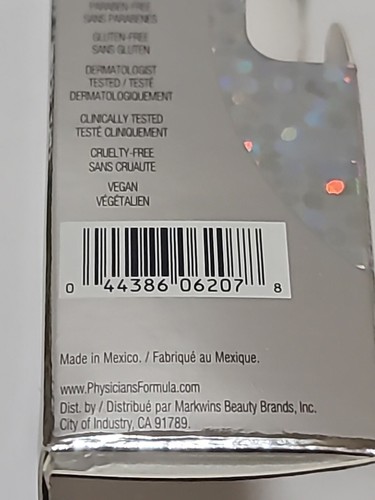 PARABEN-FREE
SANS PARABÈNES
GLUTEN-FREE
SANS GLUTEN
DERMATOLOGIST
TESTED / TESTÉ
DERMATOLOGIQUEMENT
CLINICALLY TESTED
TESTÉ CLINIQUEMENT
CRUELTY-FREE
SANS CRUAUTÉ
VEGAN
VÉGÉTALIEN
0 44386 06207 8
Made in Mexico. / Fabriqué au Mexique.
www.PhysiciansFormula.com
Dist. by / Distribué par Markwins Beauty Brands, Inc.
City of Industry, CA 91789.